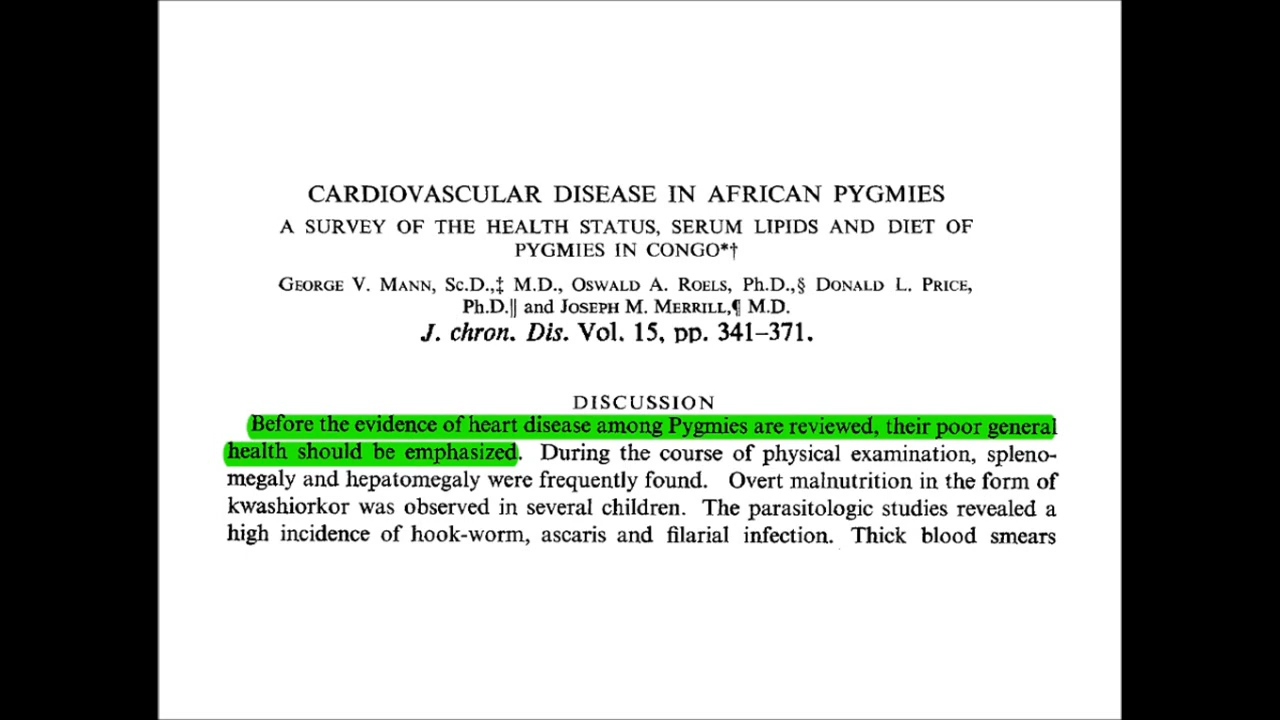 CARDIOVASCULAR DISEASE IN AFRICAN PYGMIES
A SURVEY OF THE HEALTH STATUS, SERUM LIPIDS AND DIET OF
PYGMIES IN CONGO*†
GEORGE V. MANN, Sc.D.,‡ M.D., OSWALD A. ROELS, Ph.D.,§ DONALD L. PRICE,
Ph.D.‖ and JOSEPH M. MERRILL,¶ M.D.
J. chron. Dis. Vol. 15, pp. 341–371.
DISCUSSION
Before the evidence of heart disease among Pygmies are reviewed, their poor general
health should be emphasized. During the course of physical examination, spleno-
megaly and hepatomegaly were frequently found. Overt malnutrition in the form of
kwashiorkor was observed in several children. The parasitologic studies revealed a
high incidence of hook-worm, ascaris and filarial infection. Thick blood smears